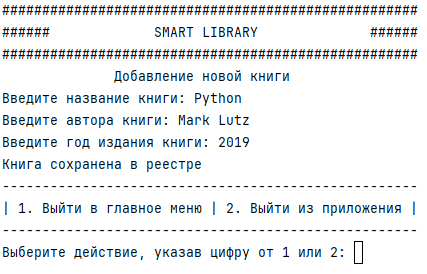 ####################################################
######             SMART LIBRARY              ######
####################################################
Добавление новой книги
Введите название книги: Python
Введите автора книги: Mark Lutz
Введите год издания книги: 2019
Книга сохранена в реестре
----------------------------------------------------
| 1. Выйти в главное меню | 2. Выйти из приложения |
----------------------------------------------------
Выберите действие, указав цифру от 1 или 2: